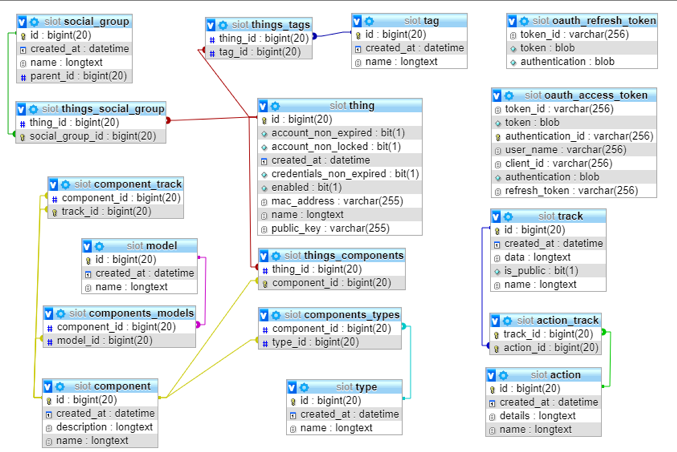 siot social_group
id : bigint(20)
created_at : datetime
name : longtext
parent_id : bigint(20)
siot things_tags
thing_id : bigint(20)
tag_id : bigint(20)
siot tag
id : bigint(20)
created_at : datetime
name : longtext
siot oauth_refresh_token
token_id : varchar(256)
token : blob
authentication : blob
siot things_social_group
thing_id : bigint(20)
social_group_id : bigint(20)
siot thing
id : bigint(20)
account_non_expired : bit(1)
account_non_locked : bit(1)
created_at : datetime
credentials_non_expired : bit(1)
enabled : bit(1)
mac_address : varchar(255)
name : longtext
public_key : varchar(255)
siot oauth_access_token
token_id : varchar(256)
token : blob
authentication_id : varchar(256)
user_name : varchar(256)
client_id : varchar(256)
authentication : blob
refresh_token : varchar(256)
siot component_track
component_id : bigint(20)
track_id : bigint(20)
siot track
id : bigint(20)
created_at : datetime
data : longtext
is_public : bit(1)
name : longtext
siot model
id : bigint(20)
created_at : datetime
name : longtext
siot things_components
thing_id : bigint(20)
component_id : bigint(20)
siot components_models
component_id : bigint(20)
model_id : bigint(20)
siot components_types
component_id : bigint(20)
type_id : bigint(20)
siot action_track
track_id : bigint(20)
action_id : bigint(20)
siot component
id : bigint(20)
created_at : datetime
description : longtext
name : longtext
siot type
id : bigint(20)
created_at : datetime
name : longtext
siot action
id : bigint(20)
created_at : datetime
details : longtext
name : longtext